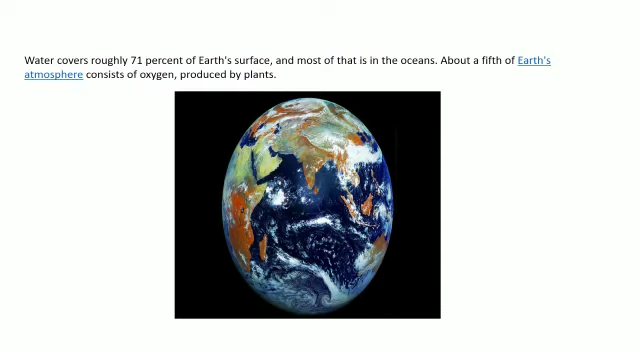 Water covers roughly 71 percent of Earth's surface, and most of that is in the oceans. About a fifth of Earth's
atmosphere consists of oxygen, produced by plants.